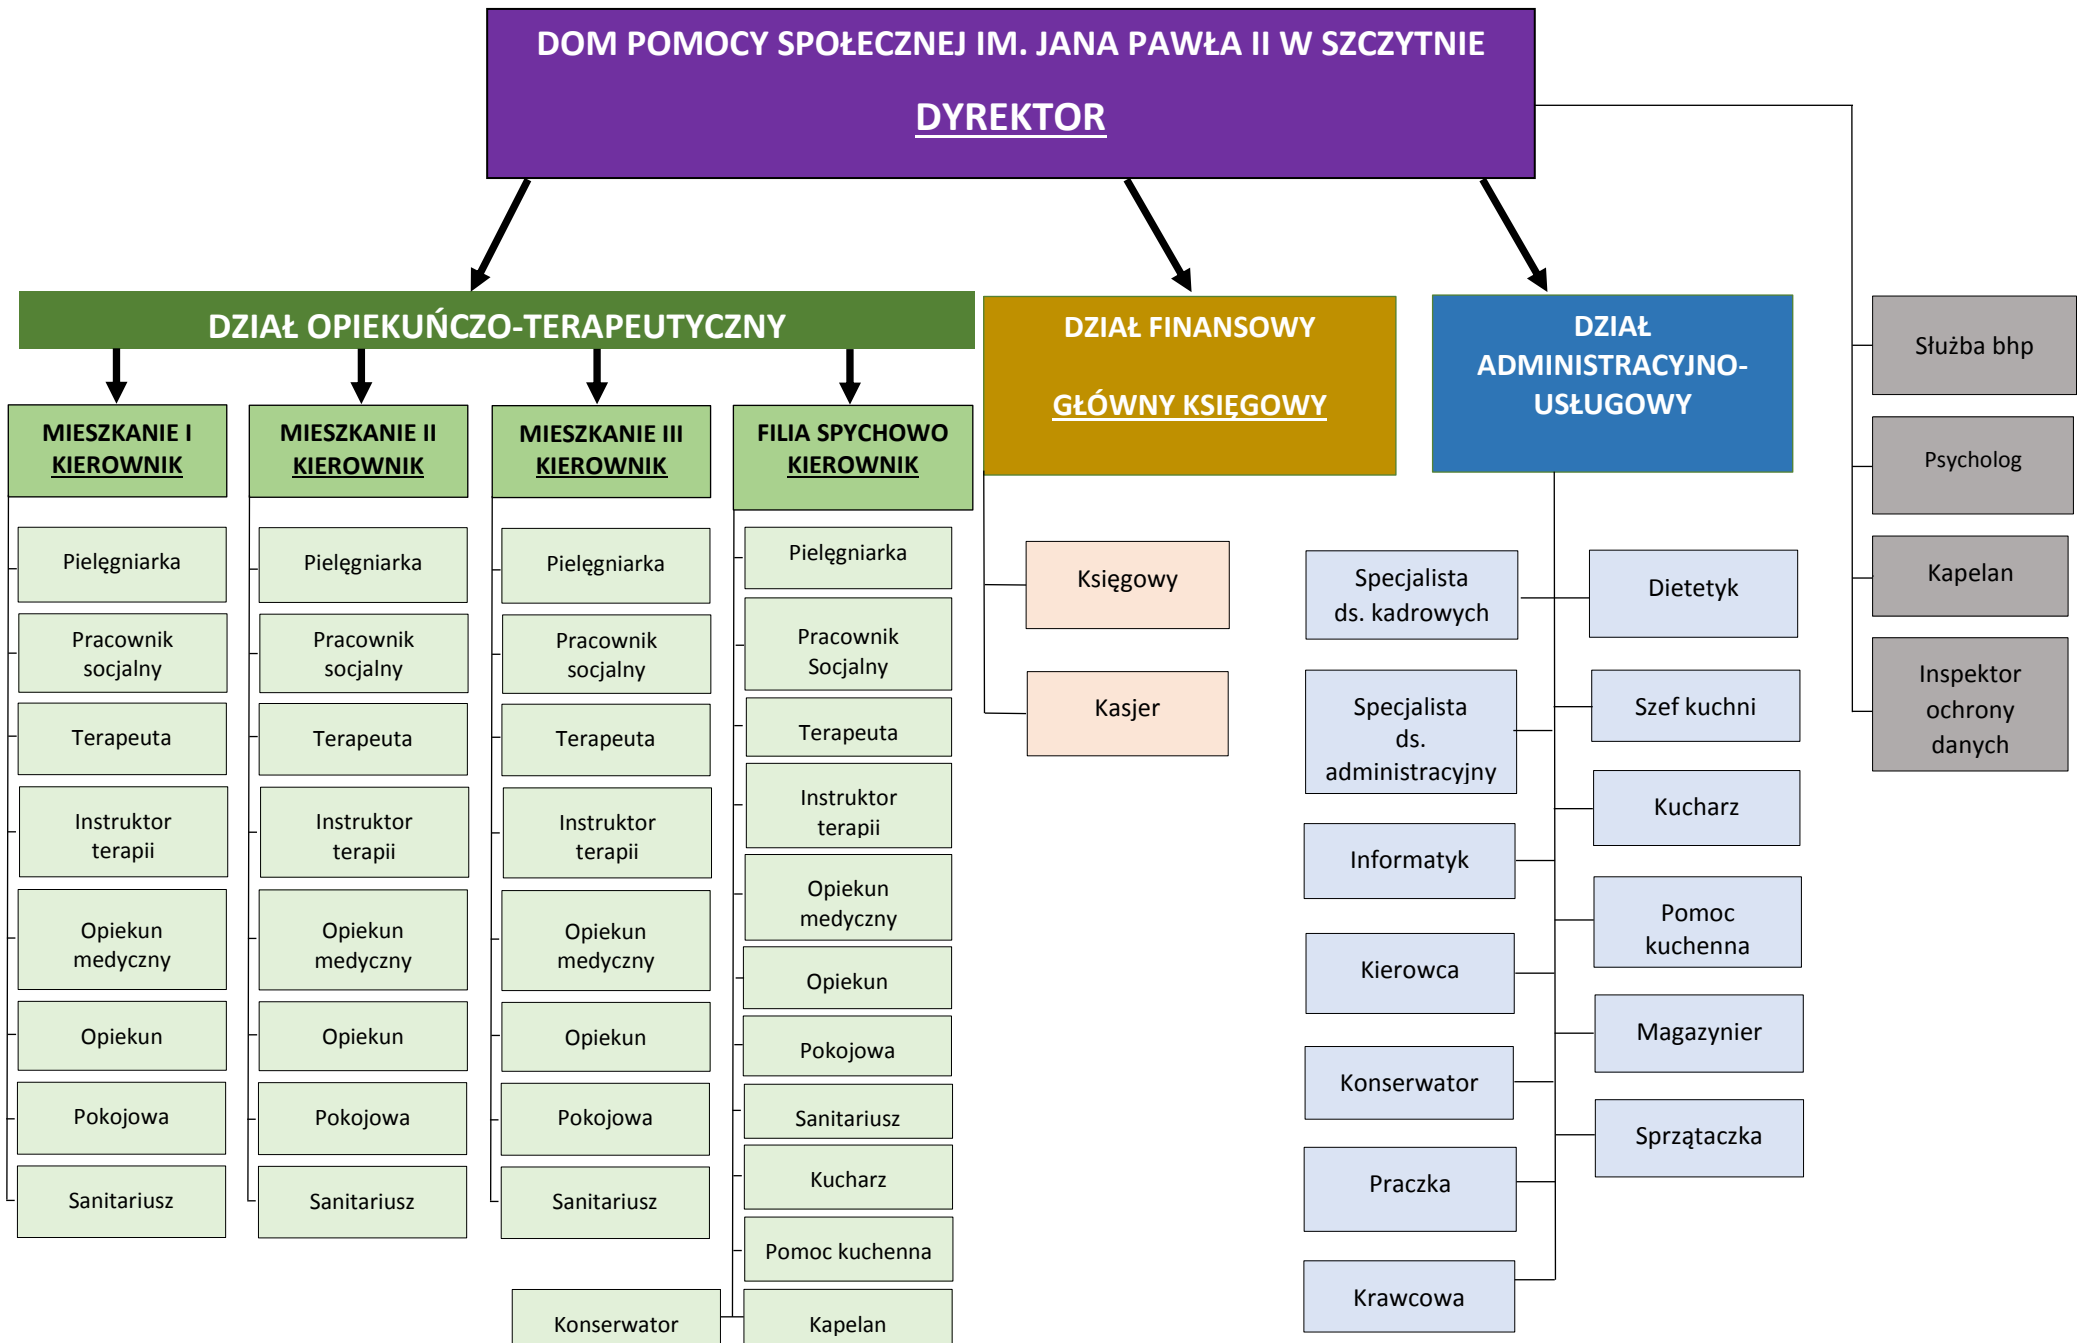 DOM POMOCY SPOŁECZNEJ IM. JANA PAWŁA II W SZCZYTNIE
DYREKTOR
DZIAŁ OPIEKUŃCZO-TERAPEUTYCZNY
MIESZKANIE I
KIEROWNIK
Pielęgniarka
Pracownik
socjalny
Terapeuta
Instruktor
terapii
Opiekun
medyczny
Opiekun
Pokojowa
Sanitariusz
MIESZKANIE II
KIEROWNIK
Pielęgniarka
Pracownik
socjalny
Terapeuta
Instruktor
terapii
Opiekun
medyczny
Opiekun
Pokojowa
Sanitariusz
MIESZKANIE III
KIEROWNIK
Pielęgniarka
Pracownik
socjalny
Terapeuta
Instruktor
terapii
Opiekun
medyczny
Opiekun
Pokojowa
Sanitariusz
FILIA SPYCHOWO
KIEROWNIK
Pielęgniarka
Pracownik
Socjalny
Terapeuta
Instruktor
terapii
Opiekun
medyczny
Opiekun
Pokojowa
Sanitariusz
Kucharz
Pomoc kuchenna
Konserwator
Kapelan
DZIAŁ FINANSOWY
GŁÓWNY KSIĘGOWY
Księgowy
Kasjer
DZIAŁ
ADMINISTRACYJNO-
USŁUGOWY
Specjalista
ds. kadrowych
Specjalista
ds.
administracyjny
Informatyk
Kierowca
Konserwator
Praczka
Krawcowa
Dietetyk
Szef kuchni
Kucharz
Pomoc
kuchenna
Magazynier
Sprzątaczka
Służba bhp
Psycholog
Kapelan
Inspektor
ochrony
danych